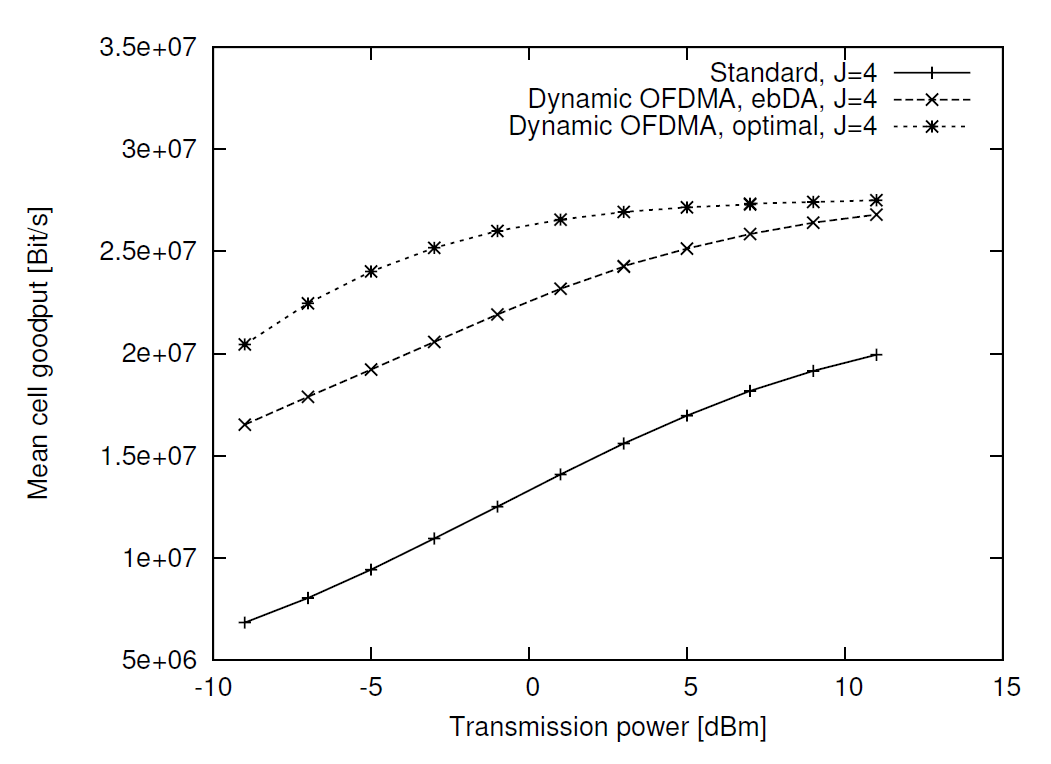 3.5e+07
3e+07
2.5e+07
2e+07
1.5e+07
1e+07
5e+06
Mean cell goodput [Bit/s]
Standard, J=4
Dynamic OFDMA, ebDA, J=4
Dynamic OFDMA, optimal, J=4
-10 -5 0 5 10 15
Transmission power [dBm]